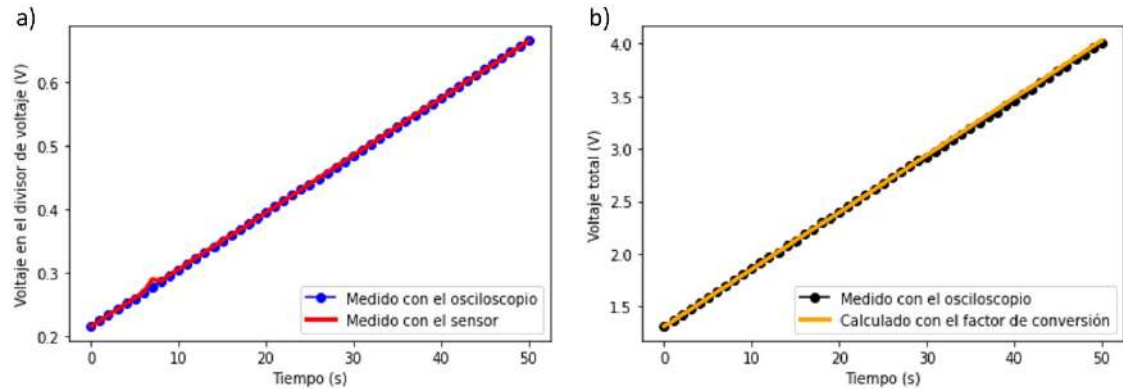 a)
Voltaje en el divisor de voltaje (V)
0.6
0.5
0.4
0.3
0.2
Medido con el osciloscopio
Medido con el sensor
0
10
20
30
40
50
Tiempo (s)
b)
Voltaje total (V)
4.0
3.5
3.0
2.5
2.0
1.5
Medido con el osciloscopio
Calculado con el factor de conversión
0
10
20
30
40
50
Tiempo (s)